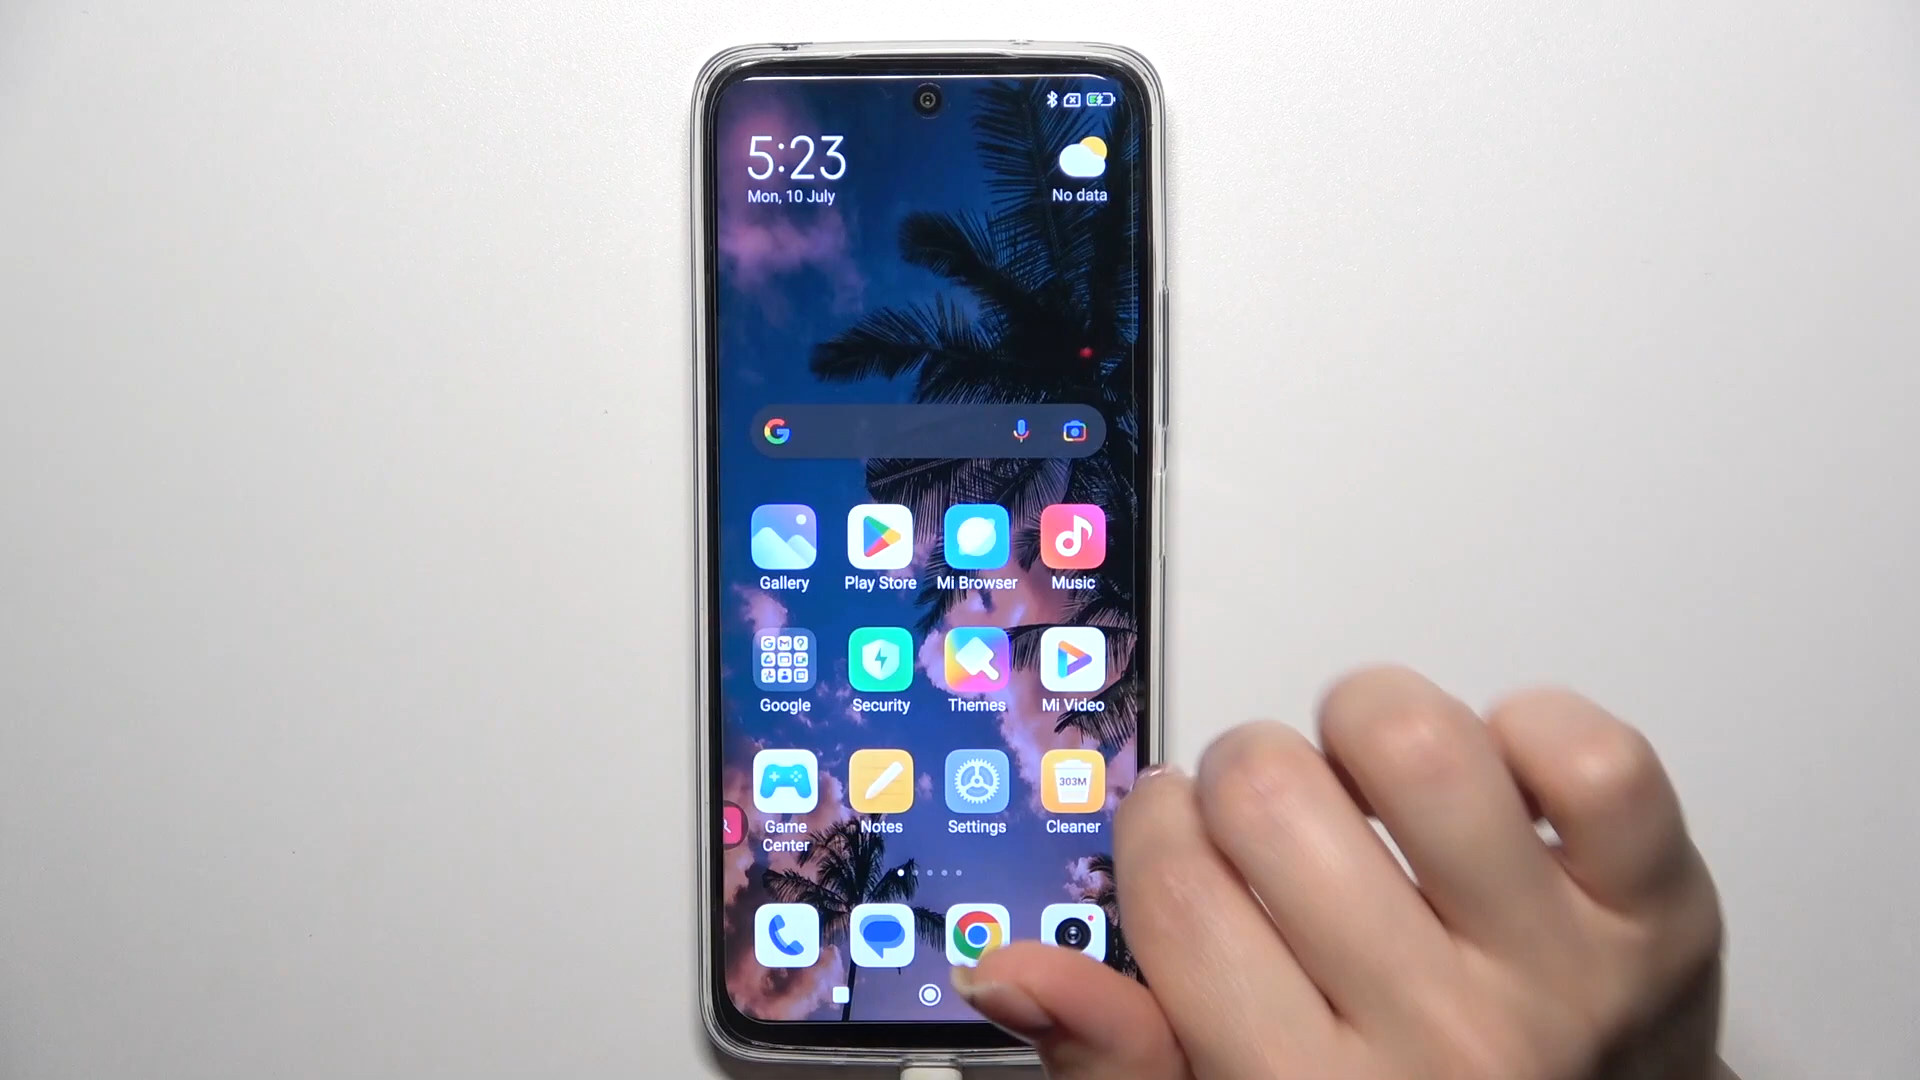 5:23
Mon, 10 July
No data
Gallery
Play Store
Mi Browser
Music
Google
Security
Themes
Mi Video
303M
Game
Center
Notes
Settings
Cleaner